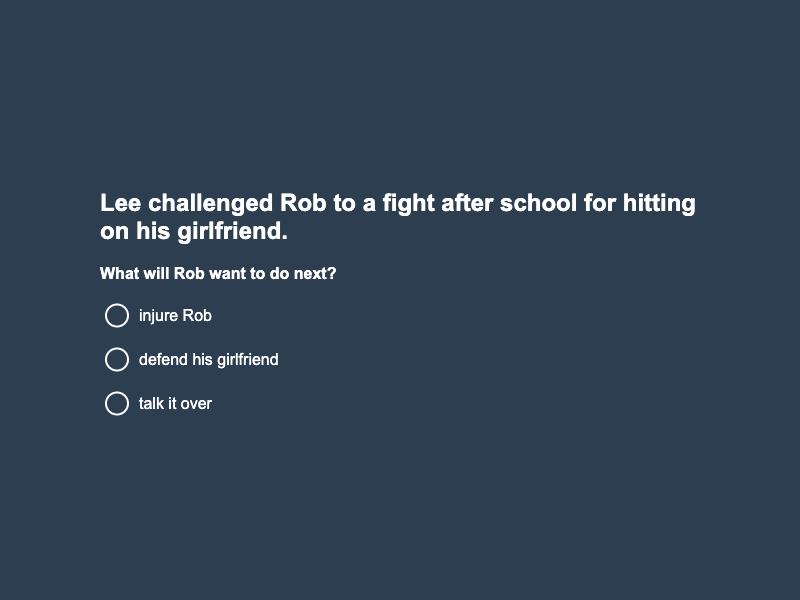 Lee challenged Rob to a fight after school for hitting
on his girlfriend.
What will Rob want to do next?
injure Rob
defend his girlfriend
talk it over